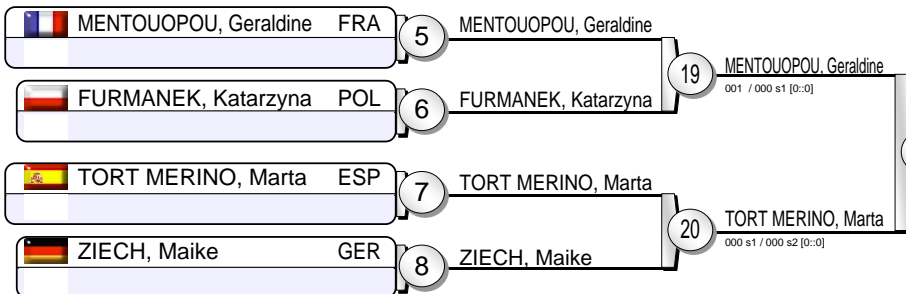 MENTOUOPOU, Geraldine FRA
5
MENTOUOPOU, Geraldine
19
MENTOUOPOU, Geraldine
001 / 000 s1 [0::0]
FURMANEK, Katarzyna POL
6
FURMANEK, Katarzyna
TORT MERINO, Marta ESP
7
TORT MERINO, Marta
20
TORT MERINO, Marta
000 s1 / 000 s2 [0::0]
ZIECH, Maike GER
8
ZIECH, Maike